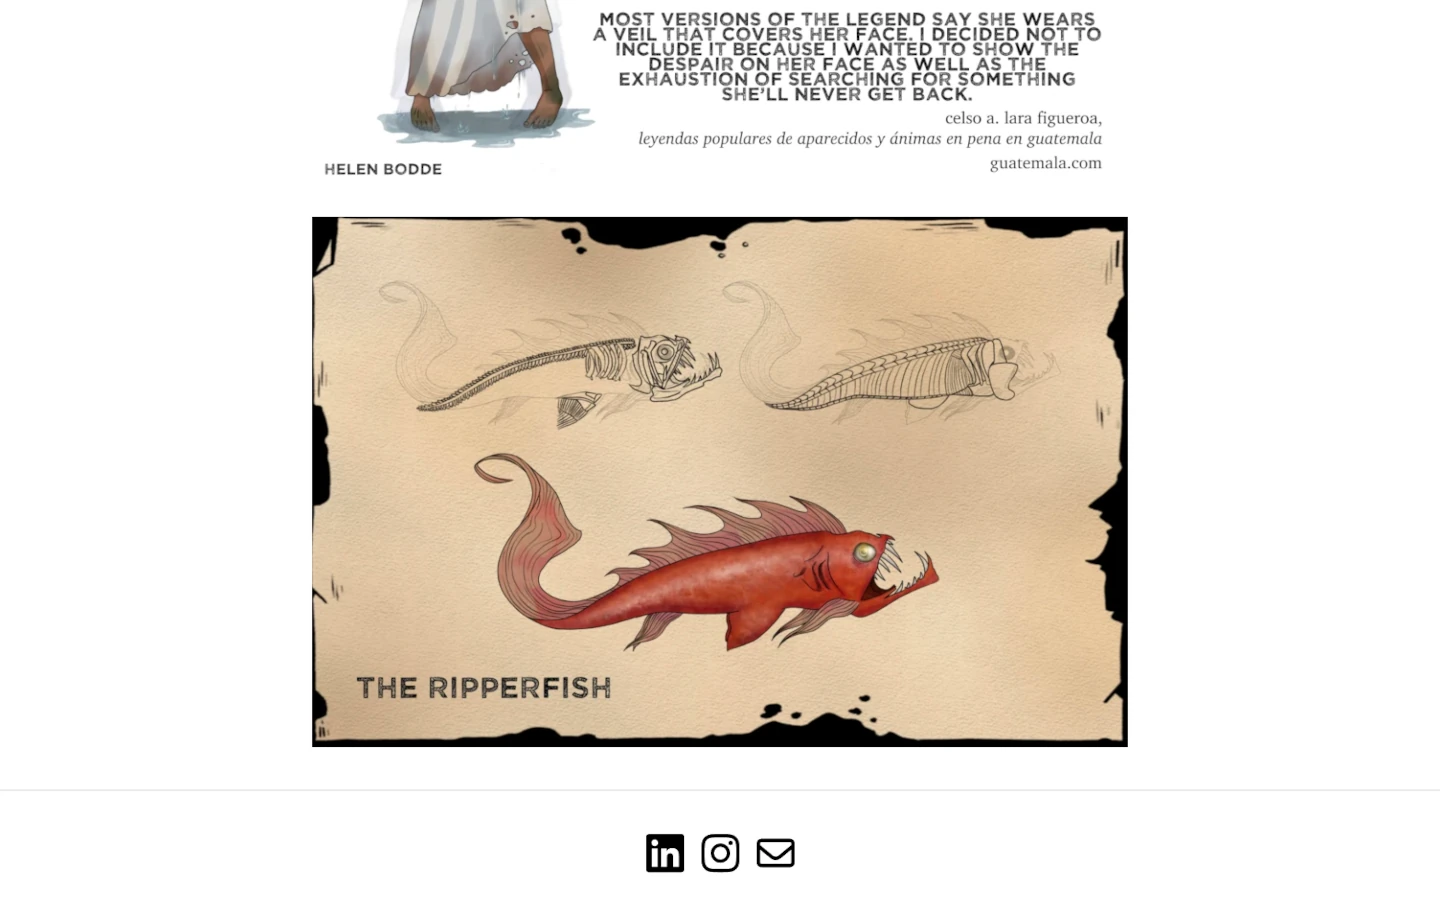 MOST VERSIONS OF THE LEGEND SAY SHE WEARS
A VEIL THAT COVERS HER FACE. I DECIDED NOT TO
INCLUDE IT BECAUSE I WANTED TO SHOW THE
DESPAIR ON HER FACE AS WELL AS THE
EXHAUSTION OF SEARCHING FOR SOMETHING
SHE'LL NEVER GET BACK.
celso a. lara figueroa,
leyendas populares de aparecidos y ánimas en pena en guatemala
guatemala.com
HELEN BODDE
THE RIPPERFISH
in